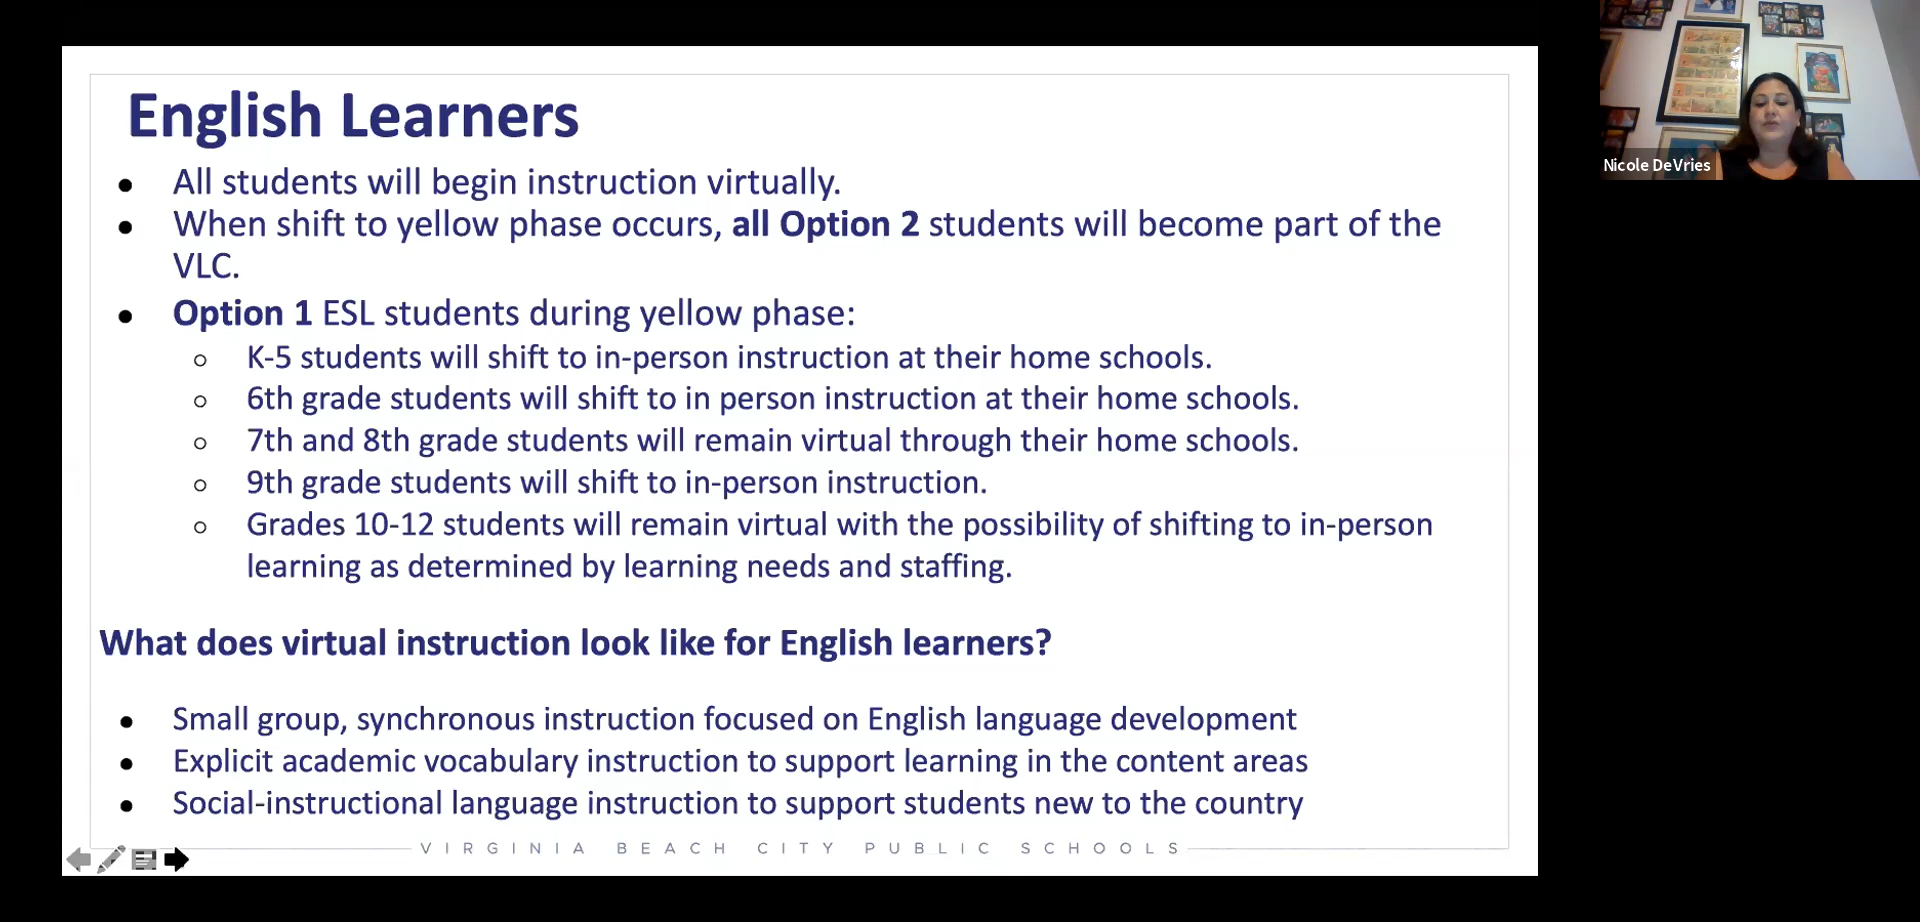 English Learners
● All students will begin instruction virtually.
● When shift to yellow phase occurs, all Option 2 students will become part of the
VLC.
● Option 1 ESL students during yellow phase:
○ K-5 students will shift to in-person instruction at their home schools.
○ 6th grade students will shift to in person instruction at their home schools.
○ 7th and 8th grade students will remain virtual through their home schools.
○ 9th grade students will shift to in-person instruction.
○ Grades 10-12 students will remain virtual with the possibility of shifting to in-person
learning as determined by learning needs and staffing.
What does virtual instruction look like for English learners?
● Small group, synchronous instruction focused on English language development
● Explicit academic vocabulary instruction to support learning in the content areas
● Social-instructional language instruction to support students new to the country
VIRGINIA BEACH CITY PUBLIC SCHOOLS
Nicole DeVries